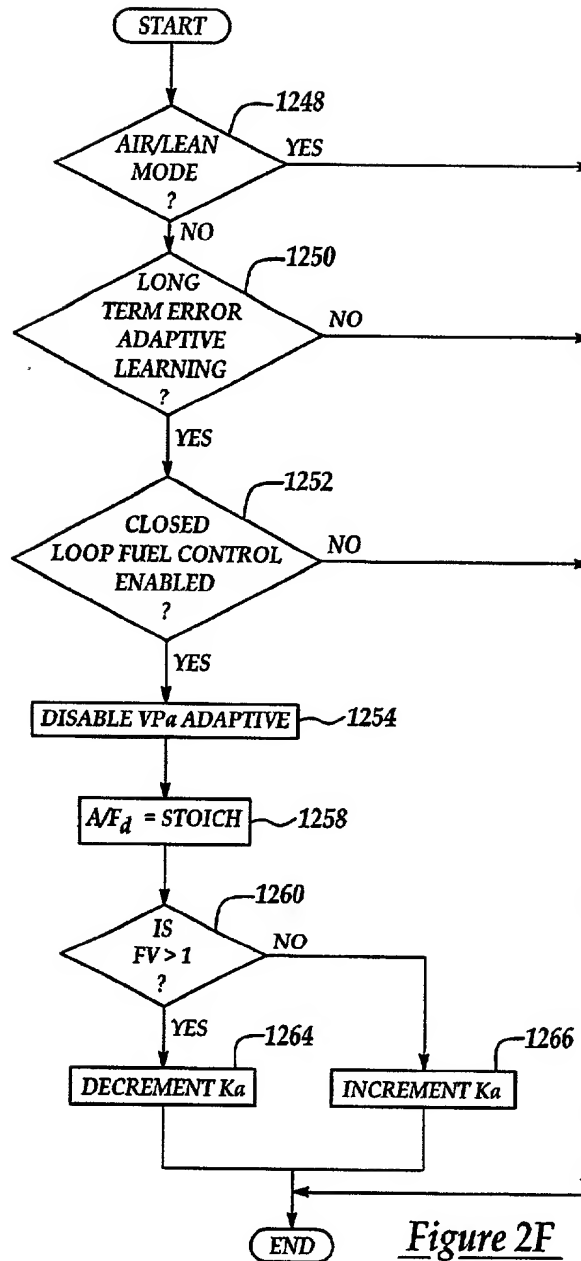 START
1248
AIR/LEAN
MODE
?
YES
NO
1250
LONG
TERM ERROR
ADAPTIVE
LEARNING
?
NO
YES
1252
CLOSED
LOOP FUEL CONTROL
ENABLED
?
NO
YES
DISABLE VPa ADAPTIVE
1254
A/Fd = STOICH
1258
1260
IS
FV > 1
?
NO
YES
1264
DECREMENT Ka
1266
INCREMENT Ka
END
Figure 2F